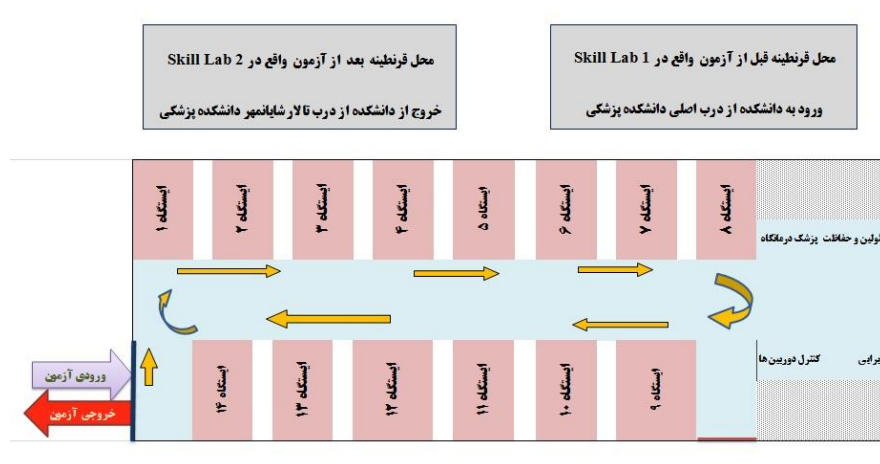 محل قرنطینه قبل از آزمون واقع در Skill Lab 1
ورود به دانشکده از درب اصلی دانشکده پزشکی
محل قرنطینه بعد از آزمون واقع در Skill Lab 2
خروج از دانشکده از درب تالار شایانمهر دانشکده پزشکی
ایستگاه ۱
ایستگاه ۲
ایستگاه ۳
ایستگاه ۴
ایستگاه ۵
ایستگاه ۶
ایستگاه ۷
ایستگاه ۸
و حفاظت پزشک درمانگاه
ورودی آزمون
خروجی آزمون
ایستگاه ۱۴
ایستگاه ۱۳
ایستگاه ۱۲
ایستگاه ۱۱
ایستگاه ۱۰
ایستگاه ۹
کنترل دوربین ها